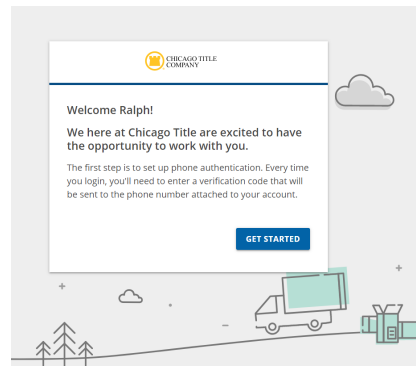 CHICAGO TITLE
COMPANY
Welcome Ralph!
We here at Chicago Title are excited to have
the opportunity to work with you.
The first step is to set up phone authentication. Every time
you login, you'll need to enter a verification code that will
be sent to the phone number attached to your account.
GET STARTED